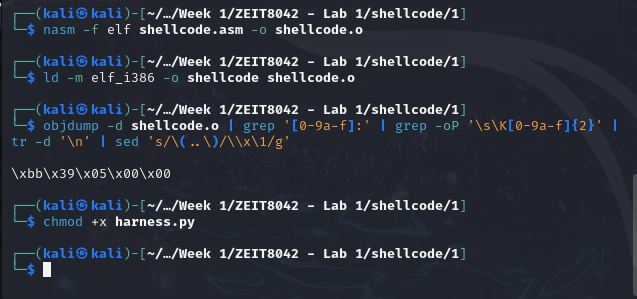 ┌──(kali㉿kali)-[~/…/Week 1/ZEIT8042 - Lab 1/shellcode/1]
└─$ nasm -f elf shellcode.asm -o shellcode.o
┌──(kali㉿kali)-[~/…/Week 1/ZEIT8042 - Lab 1/shellcode/1]
└─$ ld -m elf_i386 -o shellcode shellcode.o
┌──(kali㉿kali)-[~/…/Week 1/ZEIT8042 - Lab 1/shellcode/1]
└─$ objdump -d shellcode.o | grep '[0-9a-f]:' | grep -oP '\s\K[0-9a-f]{2}' |
tr -d '\n' | sed 's/\(..\)/\\x\1/g'
\xbb\x39\x05\x00\x00
┌──(kali㉿kali)-[~/…/Week 1/ZEIT8042 - Lab 1/shellcode/1]
└─$ chmod +x harness.py
┌──(kali㉿kali)-[~/…/Week 1/ZEIT8042 - Lab 1/shellcode/1]
└─$